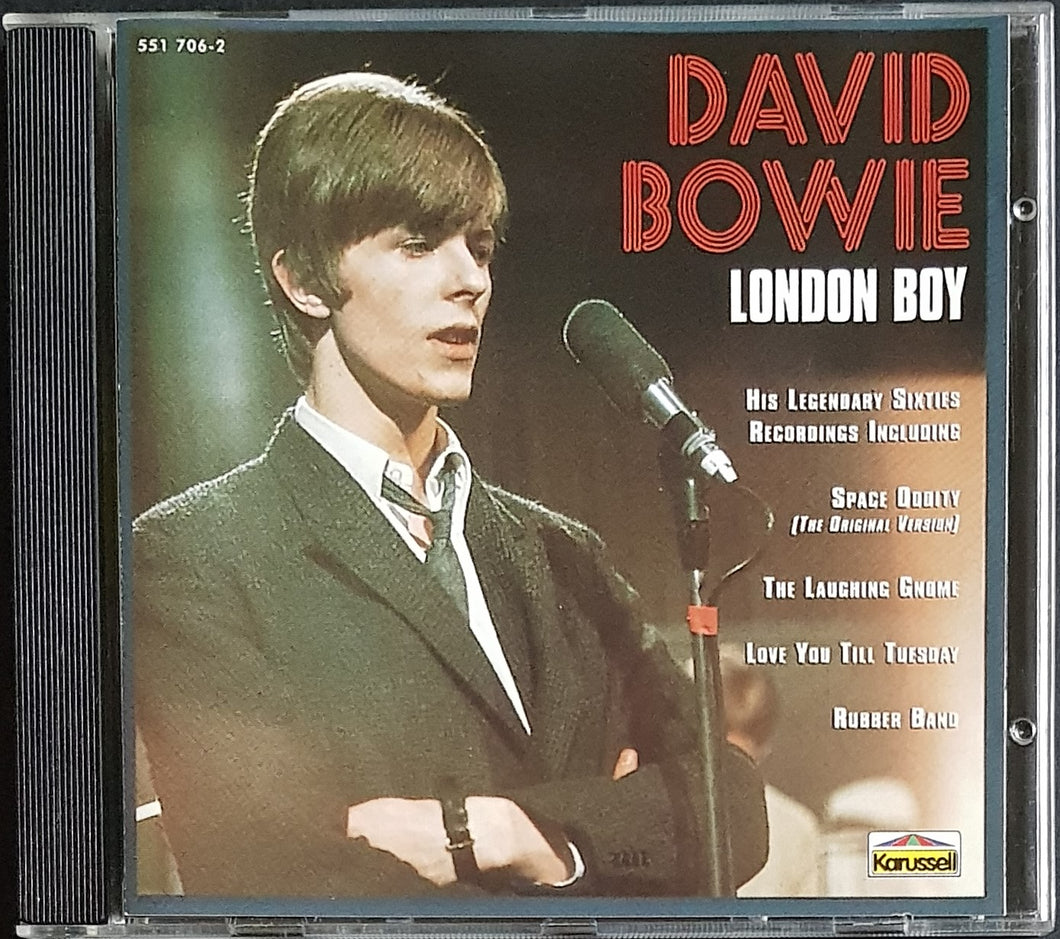 551 706-2
DAVID
BOWIE
LONDON BOY
HIS LEGENDARY SIXTIES
RECORDINGS INCLUDING
SPACE ODDITY
(THE ORIGINAL VERSION)
THE LAUGHING GNOME
LOVE YOU TILL TUESDAY
RUBBER BAND
Karussell